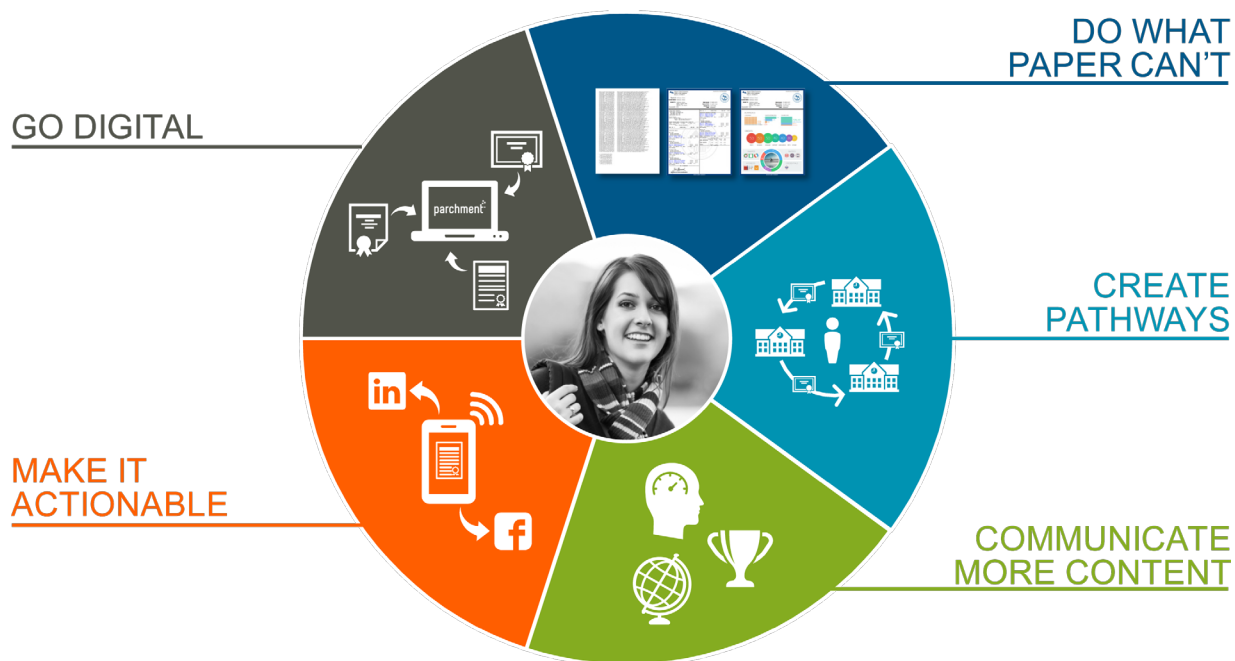 DO WHAT
PAPER CAN'T
GO DIGITAL
parchment
CREATE
PATHWAYS
in
MAKE IT
ACTIONABLE
f
COMMUNICATE
MORE CONTENT